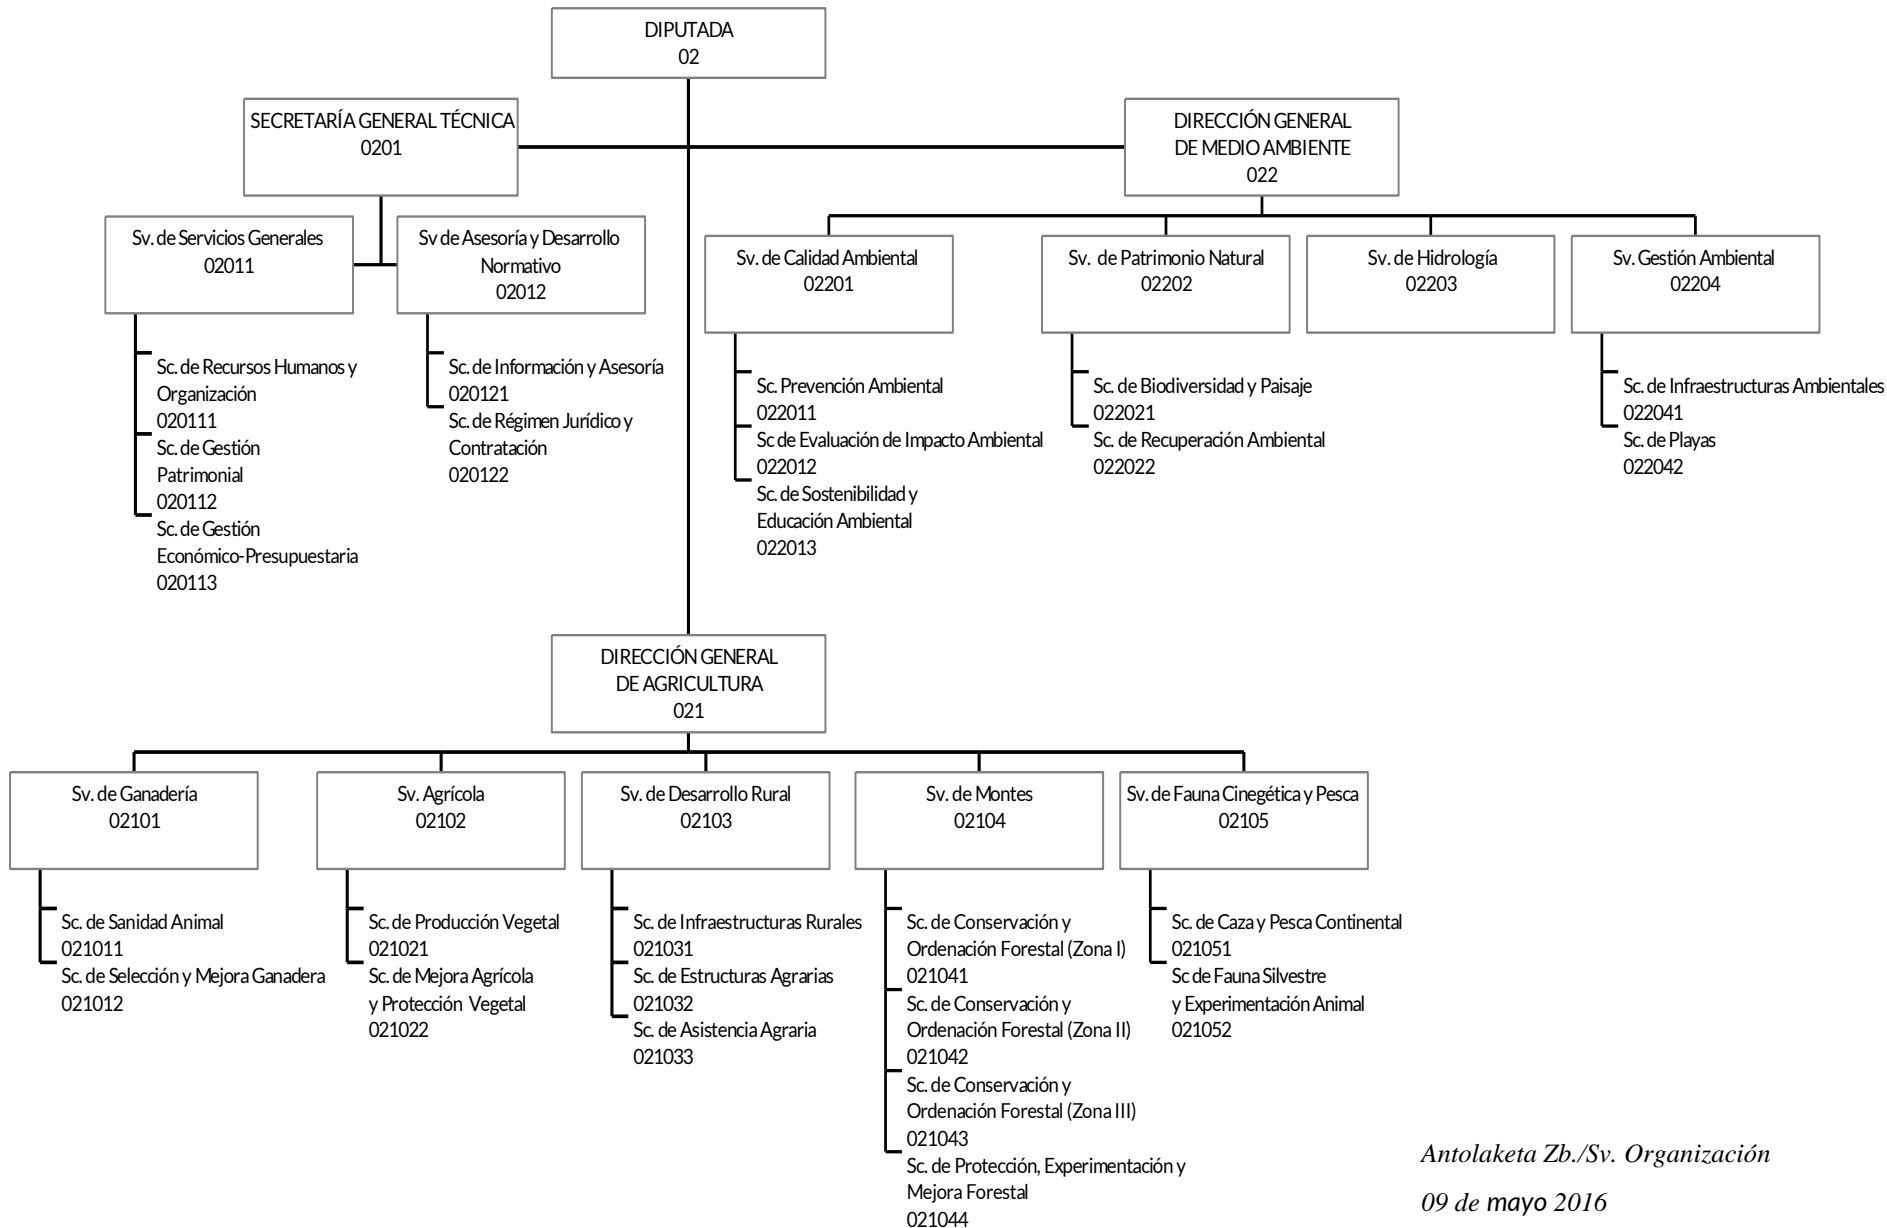 DIPUTADA
02
SECRETARÍA GENERAL TÉCNICA
0201
DIRECCIÓN GENERAL
DE MEDIO AMBIENTE
022
Sv. de Servicios Generales
02011
Sv de Asesoría y Desarrollo
Normativo
02012
Sc. de Recursos Humanos y
Organización
020111
Sc. de Gestión
Patrimonial
020112
Sc. de Gestión
Económico-Presupuestaria
020113
Sc. de Información y Asesoría
020121
Sc. de Régimen Jurídico y
Contratación
020122
Sv. de Calidad Ambiental
02201
Sc. Prevención Ambiental
022011
Sc de Evaluación de Impacto Ambiental
022012
Sc. de Sostenibilidad y
Educación Ambiental
022013
Sv. de Patrimonio Natural
02202
Sc. de Biodiversidad y Paisaje
022021
Sc. de Recuperación Ambiental
022022
Sv. de Hidrología
02203
Sv. Gestión Ambiental
02204
Sc. de Infraestructuras Ambientales
022041
Sc. de Playas
022042
DIRECCIÓN GENERAL
DE AGRICULTURA
021
Sv. de Ganadería
02101
Sc. de Sanidad Animal
021011
Sc. de Selección y Mejora Ganadera
021012
Sv. Agrícola
02102
Sc. de Producción Vegetal
021021
Sc. de Mejora Agrícola
y Protección Vegetal
021022
Sv. de Desarrollo Rural
02103
Sc. de Infraestructuras Rurales
021031
Sc. de Estructuras Agrarias
021032
Sc. de Asistencia Agraria
021033
Sv. de Montes
02104
Sc. de Conservación y
Ordenación Forestal (Zona I)
021041
Sc. de Conservación y
Ordenación Forestal (Zona II)
021042
Sc. de Conservación y
Ordenación Forestal (Zona III)
021043
Sc. de Protección, Experimentación y
Mejora Forestal
021044
Sv. de Fauna Cinegética y Pesca
02105
Sc. de Caza y Pesca Continental
021051
Sc de Fauna Silvestre
y Experimentación Animal
021052
Antolaketa Zb./Sv. Organización
09 de mayo 2016